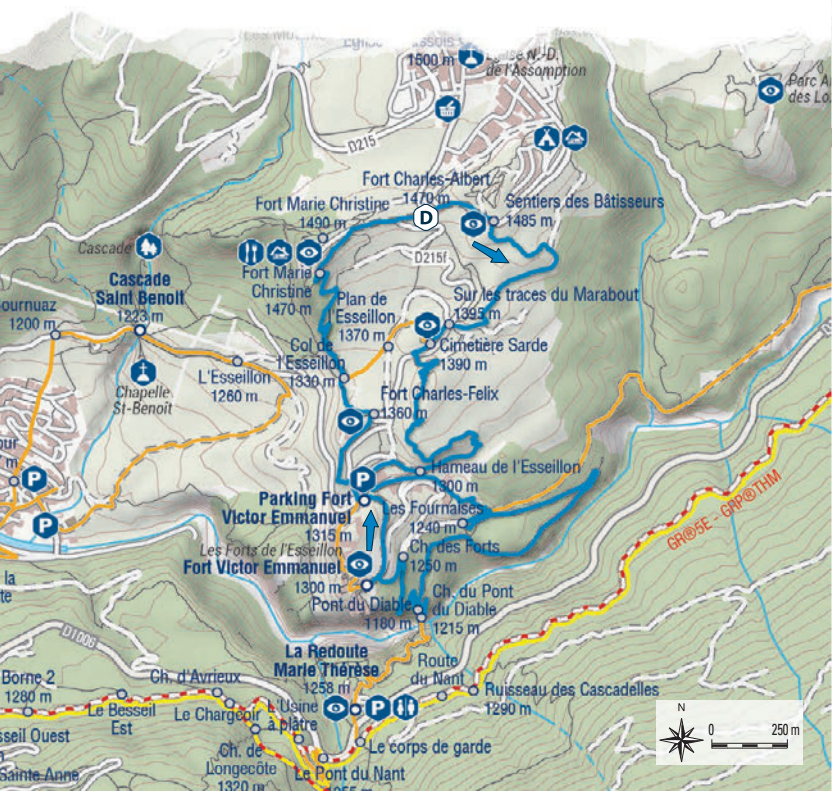 1500 m
de l'Assomption
Parc A
des Lo
D215
Fort Charles-Albert
1470 m
D
Fort Marie Christine
1490 m
Sentiers des Bâtisseurs
1485 m
Cascade
D215f
Cascade
Saint Benoit
1223 m
Fort Marie
Christine
1470 m
Plan de
l'Esseillon
1370 m
Sur les traces du Marabout
1395 m
ournuaz
1200 m
Cimetière Sarde
1390 m
Col de
l'Esseillon
1330 m
L'Esseillon
1260 m
Chapelle
St-Benoît
Fort Charles-Felix
1360 m
our
m
P
P
P
Hameau de l'Esseillon
1300 m
Parking Fort
Victor Emmanuel
1315 m
Les Fournaises
1240 m
GR®5E - GRP®THM
Les Forts de l'Esseillon
Fort Victor Emmanuel
1300 m
Ch. des Forts
1250 m
la
te
Pont du Diable
1180 m
Ch. du Pont
du Diable
1215 m
D1006
La Redoute
Marie Thérèse
1258 m
Route
du Nant
Borne 2
1280 m
Ch. d'Avrieux
Ruisseau des Cascadelles
1290 m
Le Besseil
Est
Le Chargeoir
L'Usine
à plâtre
P
N
0
250 m
sseil Ouest
Le corps de garde
Ch. de
Longecôte
1320 m
Le Pont du Nant
Sainte Anne